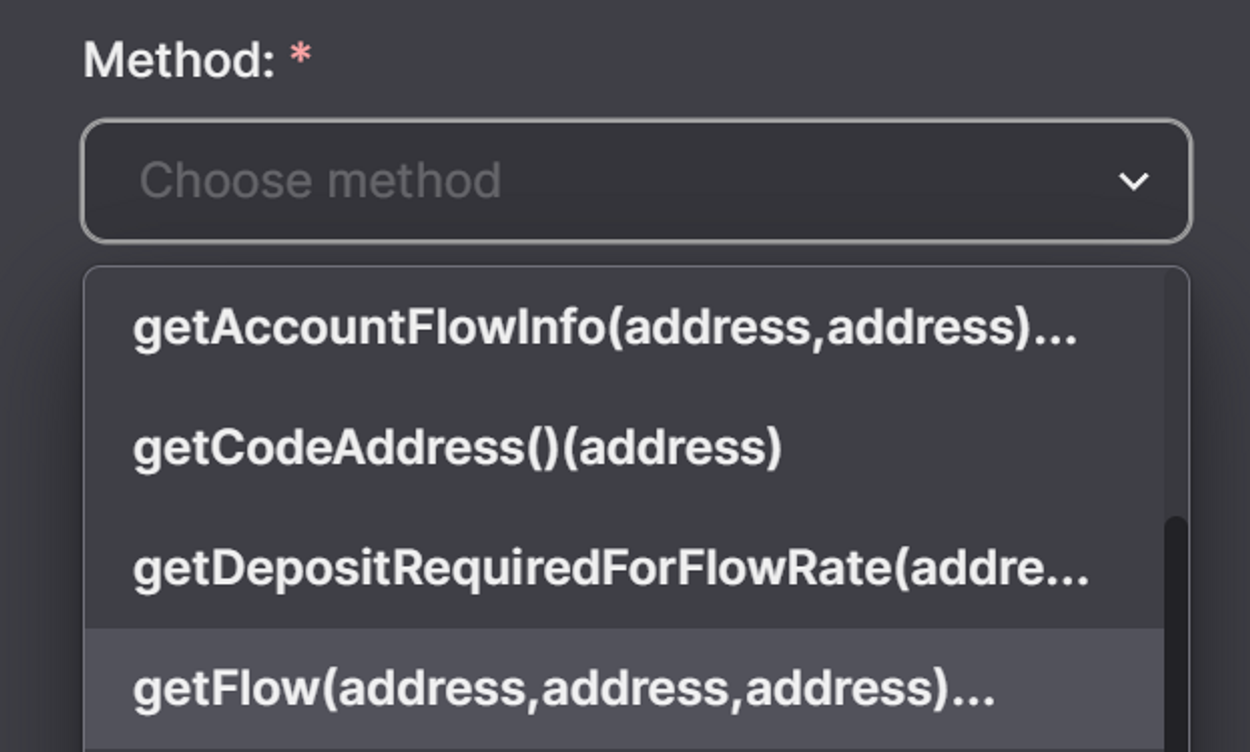 Method: *
Choose method
getAccountFlowInfo(address,address)...
getCodeAddress()(address)
getDepositRequiredForFlowRate(addre...
getFlow(address,address,address)...